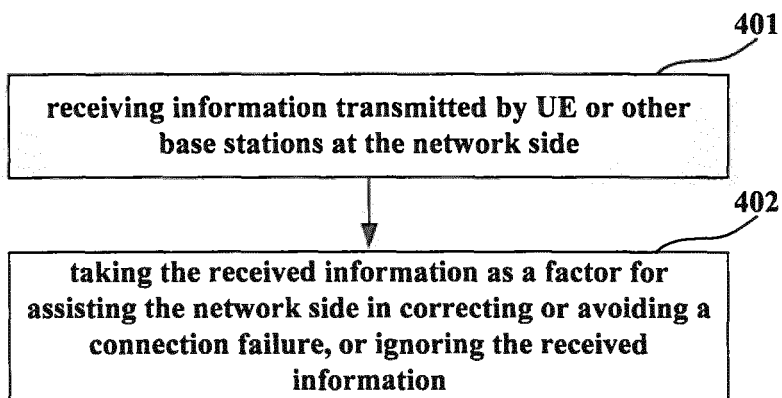 401
receiving information transmitted by UE or other
base stations at the network side
402
taking the received information as a factor for
assisting the network side in correcting or avoiding a
connection failure, or ignoring the received
information